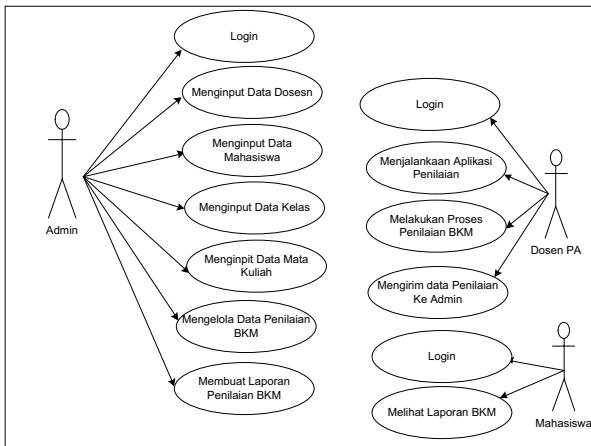 Login
Menginput Data Dosesn
Menginput Data
Mahasiswa
Menginput Data Kelas
Menginpit Data Mata
Kuliah
Mengelola Data Penilaian
BKM
Membuat Laporan
Penilaian BKM
Admin
Login
Menjalankaan Aplikasi
Penilaian
Melakukan Proses
Penilaian BKM
Mengirim data Penilaian
Ke Admin
Dosen PA
Login
Melihat Laporan BKM
Mahasiswa